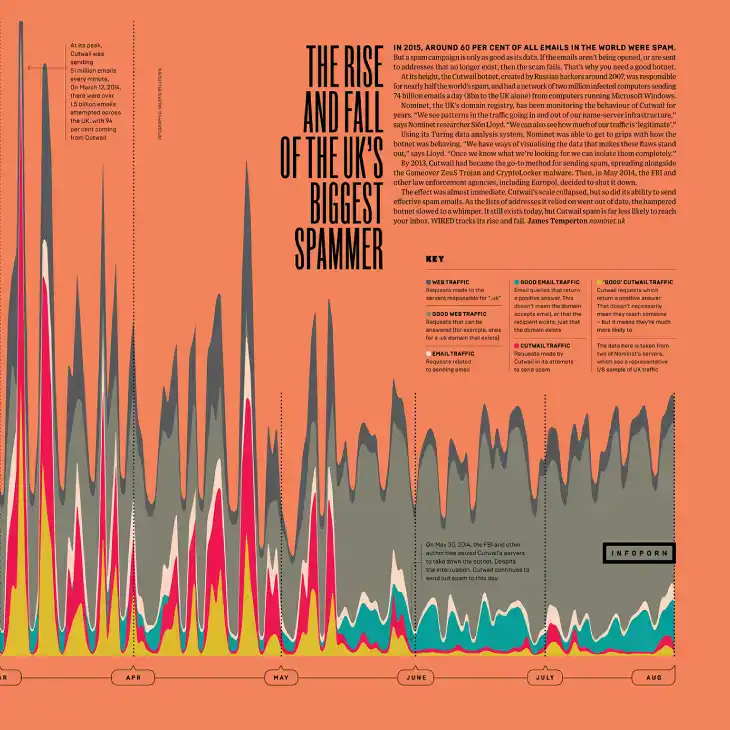 At its peak,
Cutwail was
sending
51 million emails
every minute.
On March 12, 2014,
there were over
1.5 billion emails
attempted across
the UK, with 94
per cent coming
from Cutwail
THE RISE
AND FALL
OF THE UK'S
BIGGEST
SPAMMER
IN 2015, AROUND 60 PER CENT OF ALL EMAILS IN THE WORLD WERE SPAM.
But a spam campaign is only as good as its data. If the emails aren't being opened, or are sent
to addresses that no longer exist, then the scam fails. That's why you need a good botnet.
At its height, the Cutwail botnet, created by Russian hackers around 2007, was responsible
for nearly half the world's spam, and had a network of two million infected computers sending
74 billion emails a day (8bn to the UK alone) from computers running Microsoft Windows.
Nominet, the UK's domain registry, has been monitoring the behaviour of Cutwail for
years. "We see patterns in the traffic going in and out of our name-server infrastructure,"
says Nominet researcher Siôn Lloyd. "We can also see how much of our traffic is 'legitimate'."
Using its Turing data analysis system, Nominet was able to get to grips with how the
botnet was behaving. "We have ways of visualising the data that makes these flaws stand
out," says Lloyd. "Once we know what we're looking for we can isolate them completely."
By 2013, Cutwail had became the go-to method for sending spam, spreading alongside
the Gameover ZeuS Trojan and CryptoLocker malware. Then, in May 2014, the FBI and
other law enforcement agencies, including Europol, decided to shut it down.
The effect was almost immediate. Cutwail's scale collapsed, but so did its ability to send
effective spam emails. As the lists of addresses it relied on went out of date, the hampered
botnet slowed to a whimper. It still exists today, but Cutwail spam is far less likely to reach
your inbox. WIRED tracks its rise and fall. James Temperton nominet.uk
KEY
WEB TRAFFIC
Requests made to the
servers responsible for ".uk"
GOOD WEB TRAFFIC
Requests that can be
answered (for example, ones
for a .uk domain that exists)
EMAIL TRAFFIC
Requests related
to sending email
GOOD EMAIL TRAFFIC
Email queries that return
a positive answer. This
doesn't mean the domain
accepts email, or that the
recipient exists; just that
the domain exists
CUTWAIL TRAFFIC
Requests made by
Cutwail in its attempts
to send spam
'GOOD' CUTWAIL TRAFFIC
Cutwail requests which
return a positive answer.
That doesn't necessarily
mean they reach someone
– but it means they're much
more likely to
The data here is taken from
two of Nominet's servers,
which see a representative
1/8 sample of UK traffic
On May 30, 2014, the FBI and other
authorities seized Cutwail's servers
to take down the botnet. Despite
the interruption, Cutwail continues to
send out spam to this day
INFOPORN
AR
APR
MAY
JUNE
JULY
AUG